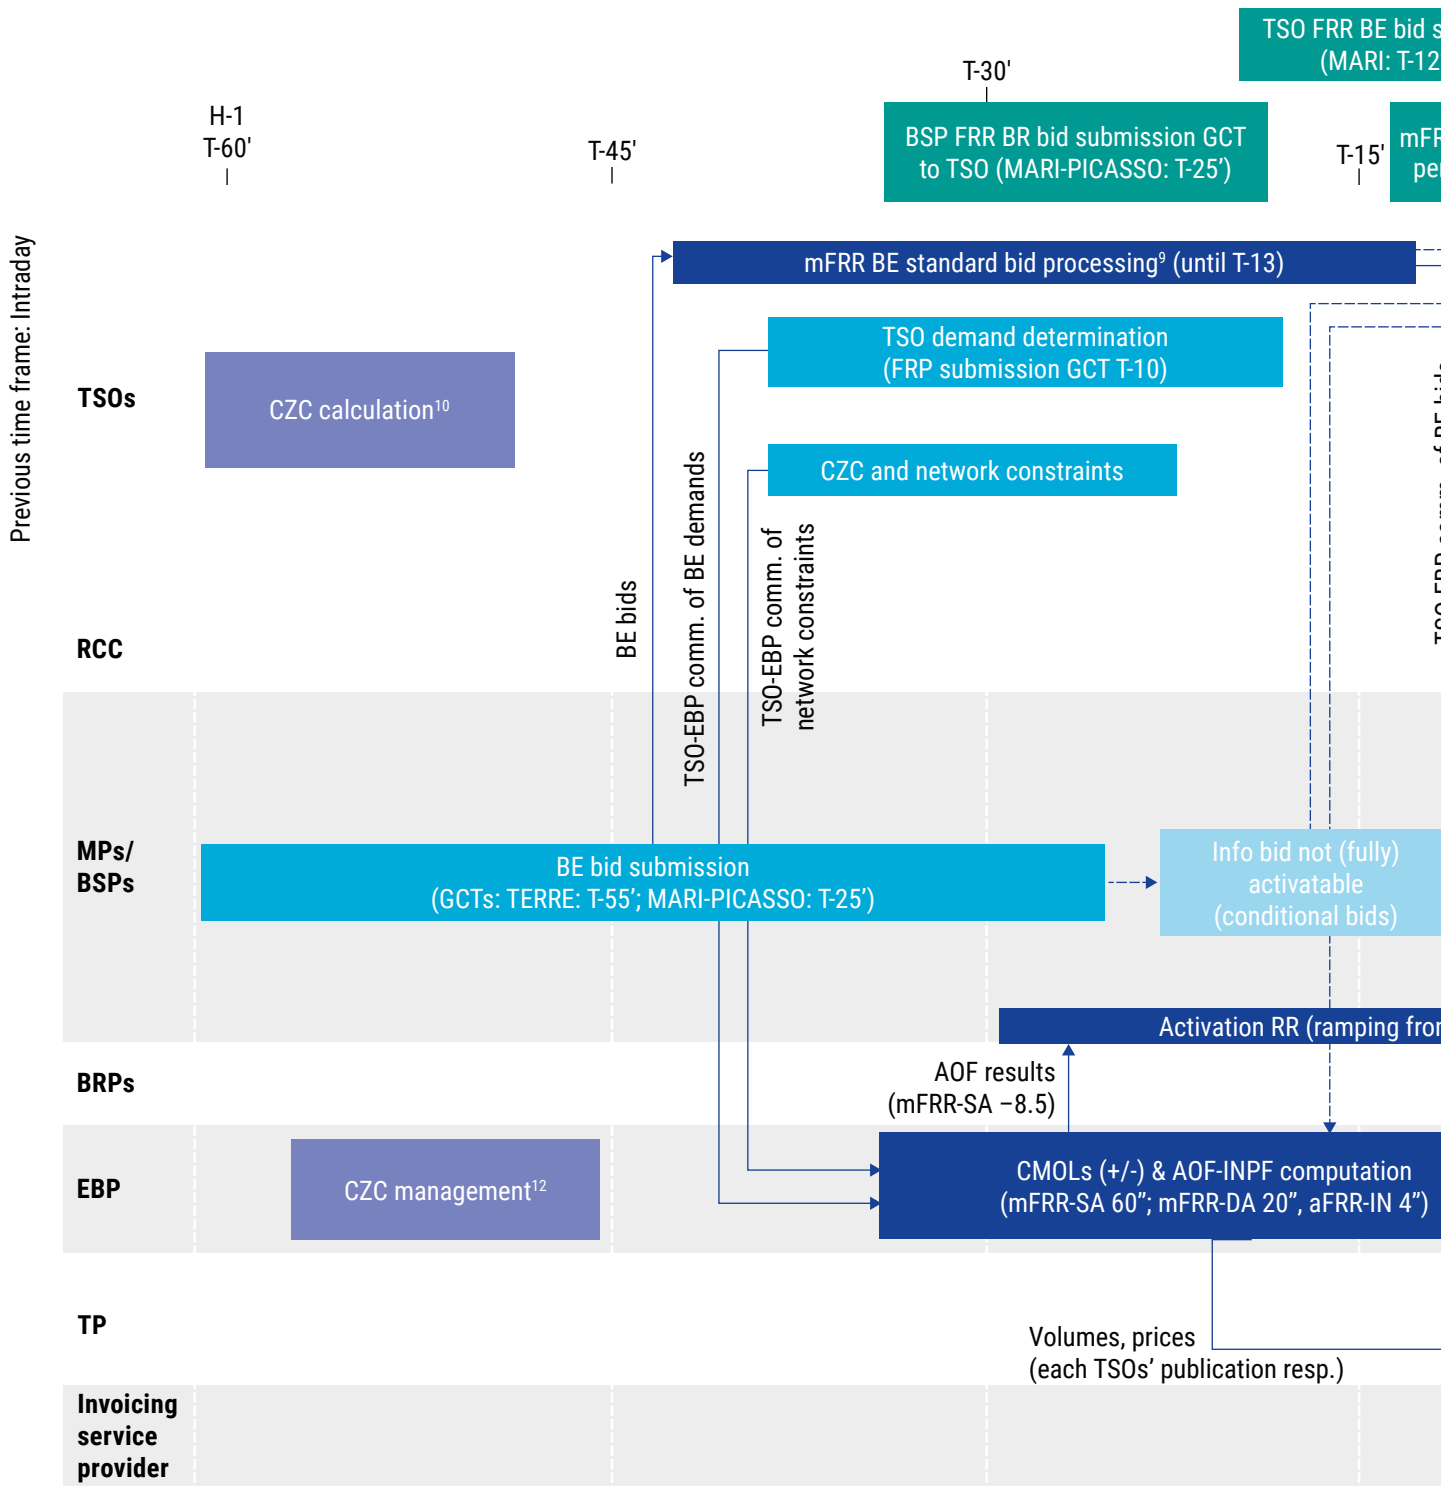 TSO FRR BE bid s
(MARI: T-12
T-30'
H-1
T-60'
T-45'
BSP FRR BR bid submission GCT
to TSO (MARI-PICASSO: T-25’)
T-15'
mFR
per
Previous time frame: Intraday
mFRR BE standard bid processing⁹ (until T-13)
TSO demand determination
(FRP submission GCT T-10)
TSOs
CZC calculation¹⁰
CZC and network constraints
BE bids
TSO-EBP comm. of BE demands
TSO-EBP comm. of
network constraints
RCC
MPs/
BSPs
BE bid submission
(GCTs: TERRE: T-55’; MARI-PICASSO: T-25’)
Info bid not (fully)
activatable
(conditional bids)
Activation RR (ramping from
BRPs
AOF results
(mFRR-SA –8.5)
EBP
CZC management¹²
CMOLs (+/-) & AOF-INPF computation
(mFRR-SA 60”; mFRR-DA 20”, aFRR-IN 4”)
TP
Volumes, prices
(each TSOs’ publication resp.)
Invoicing
service
provider